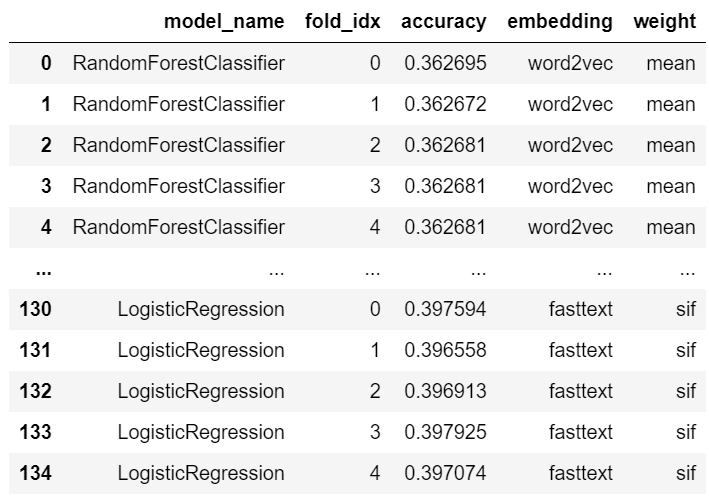 model_name fold_idx accuracy embedding weight
0 RandomForestClassifier 0 0.362695 word2vec mean
1 RandomForestClassifier 1 0.362672 word2vec mean
2 RandomForestClassifier 2 0.362681 word2vec mean
3 RandomForestClassifier 3 0.362681 word2vec mean
4 RandomForestClassifier 4 0.362681 word2vec mean
... ... ... ... ... ...
130 LogisticRegression 0 0.397594 fasttext sif
131 LogisticRegression 1 0.396558 fasttext sif
132 LogisticRegression 2 0.396913 fasttext sif
133 LogisticRegression 3 0.397925 fasttext sif
134 LogisticRegression 4 0.397074 fasttext sif